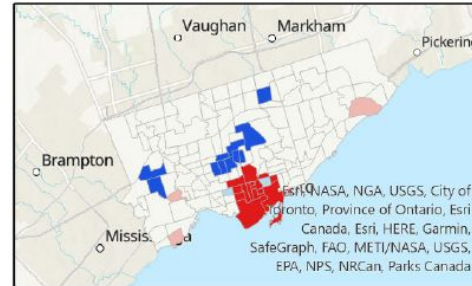 Vaughan
Markham
Pickering
Brampton
Esri, NASA, NGA, USGS, City of
Toronto, Province of Ontario, Esri
Canada, Esri, HERE, Garmin,
SafeGraph, FAO, METI/NASA, USGS,
EPA, NPS, NRCan, Parks Canada
Mississauga